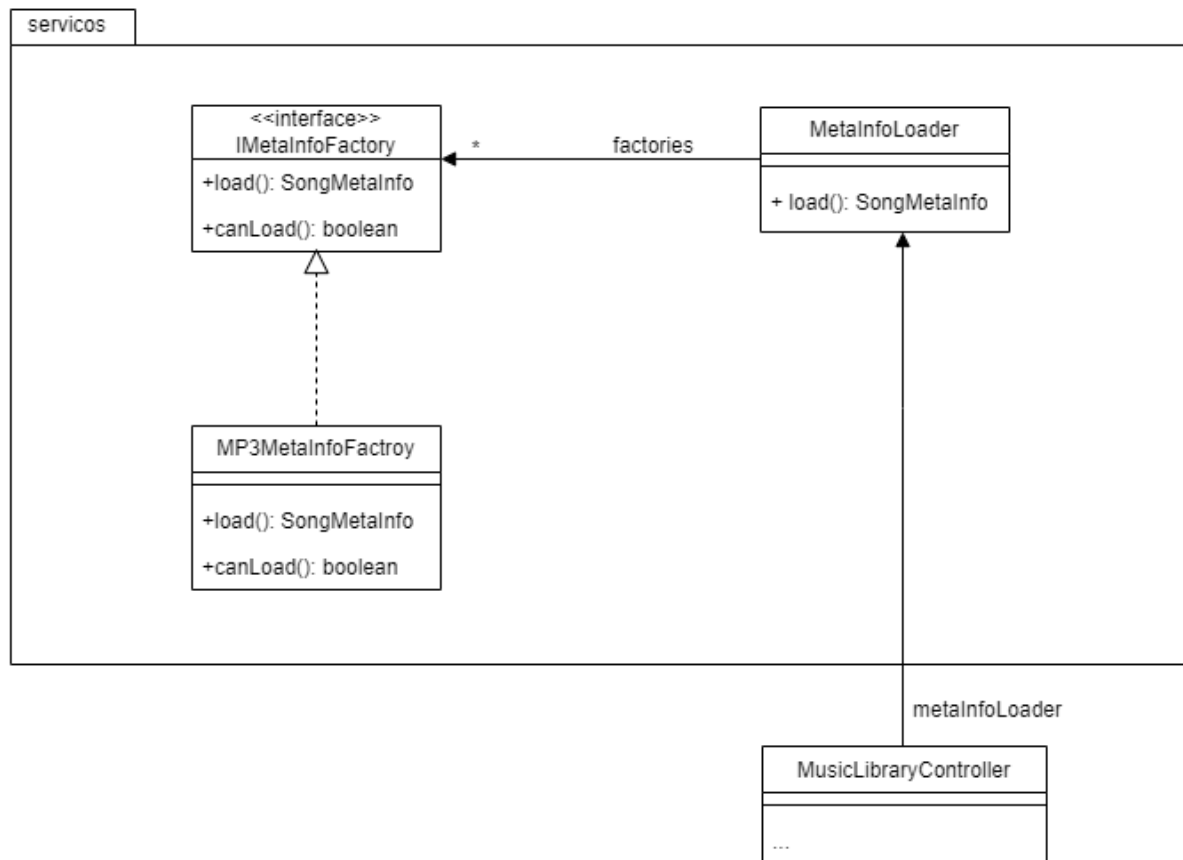 servicos
<<interface>>
IMetaInfoFactory
+load(): SongMetaInfo
+canLoad(): boolean
*
factories
MetaInfoLoader
+ load(): SongMetaInfo
MP3MetaInfoFactroy
+load(): SongMetaInfo
+canLoad(): boolean
metaInfoLoader
MusicLibraryController
...